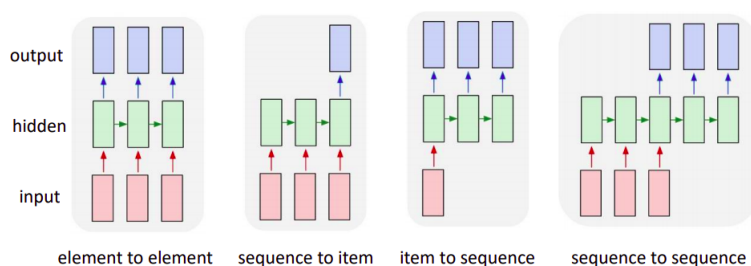 output
hidden
input
element to element
sequence to item
item to sequence
sequence to sequence